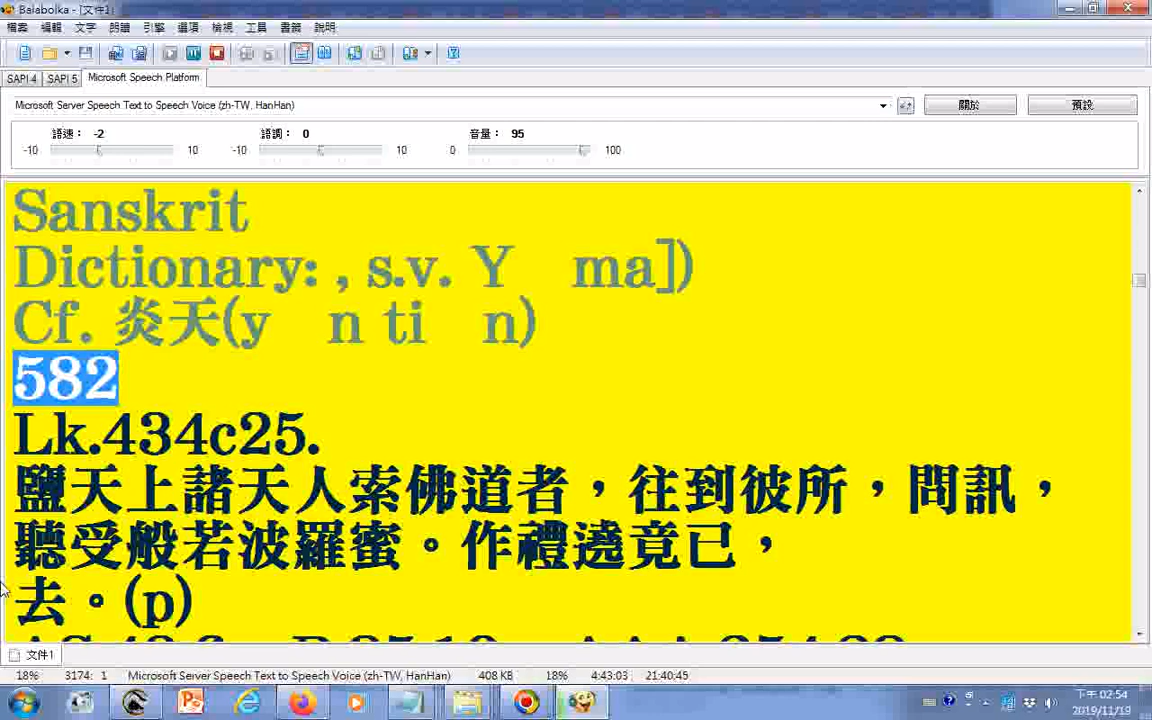 Balabolka - [文件1]
檔案 編輯 文字 朗讀 引擎 選項 檢視 工具 書籤 說明
SAPI 4 SAPI 5 Microsoft Speech Platform
Microsoft Server Speech Text to Speech Voice (zh-TW, HanHan) 關於 預設
語速： -2 語調： 0 音量： 95
-10 10 -10 10 0 100
Sanskrit
Dictionary: , s.v. Y ma])
Cf. 炎天(y n ti n)
582
Lk.434c25.
鹽天上諸天人索佛道者，往到彼所，問訊，
聽受般若波羅蜜。作禮遶竟已，
去。(p)
文件1
18% 3174: 1 Microsoft Server Speech Text to Speech Voice (zh-TW, HanHan) 408 KB 18% 4:43:03 21:40:45
下午 02:54
2019/11/19